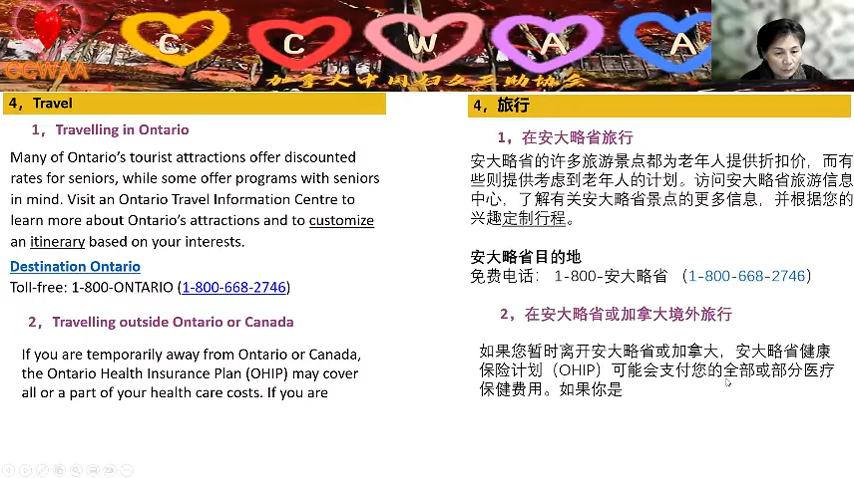 CCWAA
C C W A A
加拿大中国妇女互助协会
4，Travel
1，Travelling in Ontario
Many of Ontario’s tourist attractions offer discounted
rates for seniors, while some offer programs with seniors
in mind. Visit an Ontario Travel Information Centre to
learn more about Ontario’s attractions and to customize
an itinerary based on your interests.
Destination Ontario
Toll-free: 1-800-ONTARIO (1-800-668-2746)
2，Travelling outside Ontario or Canada
If you are temporarily away from Ontario or Canada,
the Ontario Health Insurance Plan (OHIP) may cover
all or a part of your health care costs. If you are
4，旅行
1，在安大略省旅行
安大略省的许多旅游景点都为老年人提供折扣价，而有
些则提供考虑到老年人的计划。访问安大略省旅游信息
中心，了解有关安大略省景点的更多信息，并根据您的
兴趣定制行程。
安大略省目的地
免费电话： 1-800-安大略省 （1-800-668-2746）
2，在安大略省或加拿大境外旅行
如果您暂时离开安大略省或加拿大，安大略省健康
保险计划（OHIP）可能会支付您的全部或部分医疗
保健费用。如果你是